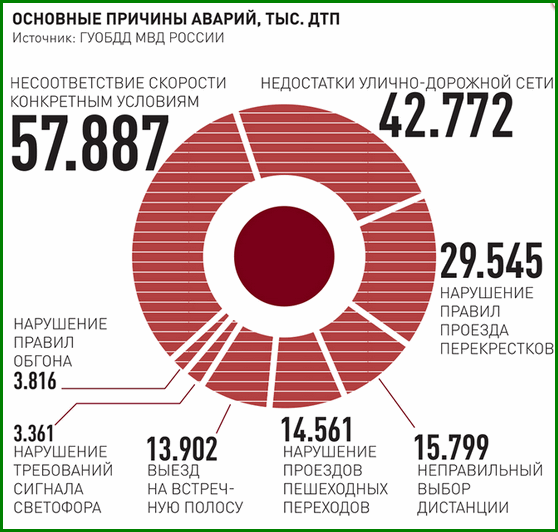 ОСНОВНЫЕ ПРИЧИНЫ АВАРИЙ, ТЫС. ДТП
Источник: ГУОБДД МВД РОССИИ
НЕСООТВЕТСТВИЕ СКОРОСТИ
КОНКРЕТНЫМ УСЛОВИЯМ
57.887
НЕДОСТАТКИ УЛИЧНО-ДОРОЖНОЙ СЕТИ
42.772
29.545
НАРУШЕНИЕ
ПРАВИЛ
ПРОЕЗДА
ПЕРЕКРЕСТКОВ
НАРУШЕНИЕ
ПРАВИЛ
ОБГОНА
3.816
3.361
НАРУШЕНИЕ
ТРЕБОВАНИЙ
СИГНАЛА
СВЕТОФОРА
13.902
ВЫЕЗД
НА ВСТРЕЧ-
НУЮ ПОЛОСУ
14.561
НАРУШЕНИЕ
ПРОЕЗДОВ
ПЕШЕХОДНЫХ
ПЕРЕХОДОВ
15.799
НЕПРАВИЛЬНЫЙ
ВЫБОР
ДИСТАНЦИИ